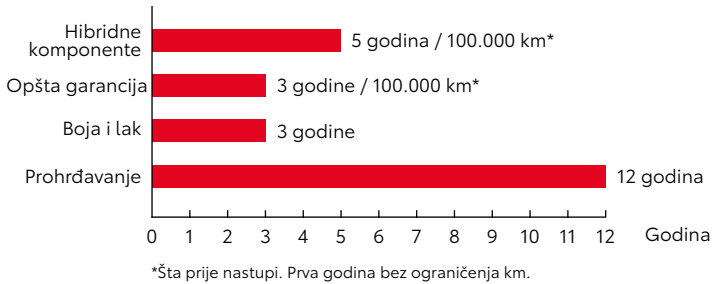 Hibridne
komponente
5 godina / 100.000 km*
Opšta garancija
3 godine / 100.000 km*
Boja i lak
3 godine
Prohrđavanje
12 godina
0 1 2 3 4 5 6 7 8 9 10 11 12 Godina
*Šta prije nastupi. Prva godina bez ograničenja km.